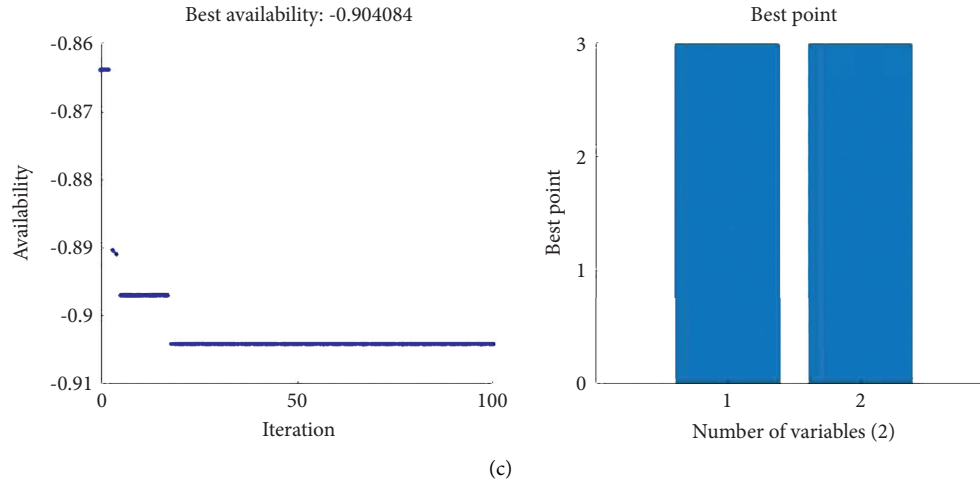 Best availability: -0.904084
-0.86
-0.87
-0.88
-0.89
-0.9
-0.91
Availability
0
50
100
Iteration
Best point
3
2
1
0
Best point
1
2
Number of variables (2)
(c)